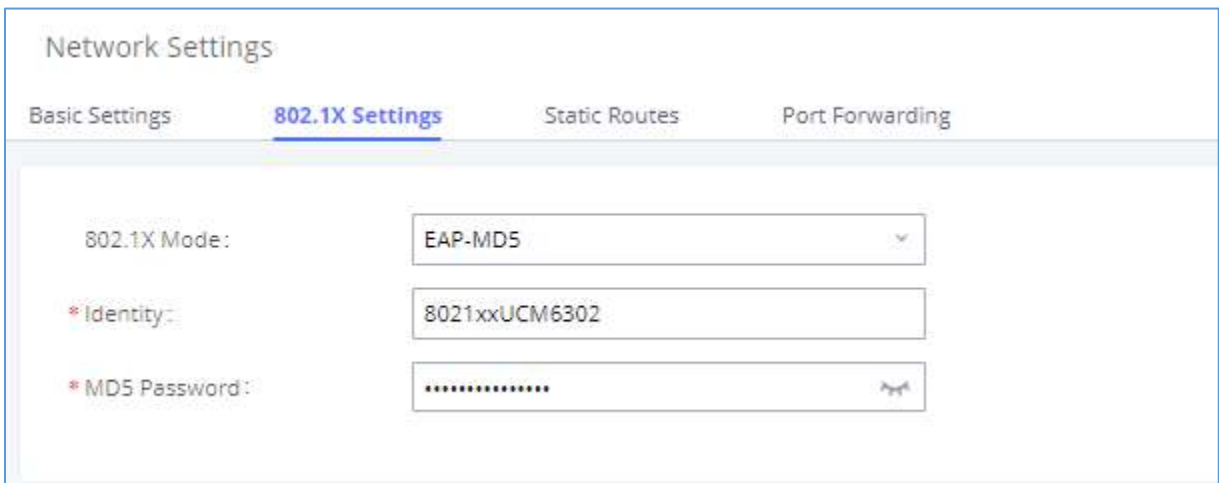 Network Settings
Basic Settings 802.1X Settings Static Routes Port Forwarding
802.1X Mode: EAP-MD5
* Identity: 8021xxUCM6302
* MD5 Password: •••••••••••••••